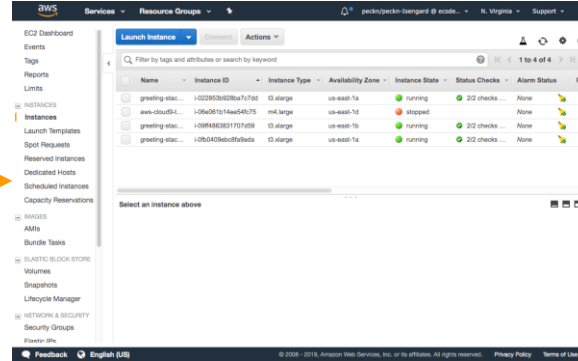 aws Services Resource Groups peckn/peckn-Isengard @ ecsde... N. Virginia Support
EC2 Dashboard
Events
Tags
Reports
Limits
INSTANCES
Instances
Launch Templates
Spot Requests
Reserved Instances
Dedicated Hosts
Scheduled Instances
Capacity Reservations
IMAGES
AMIs
Bundle Tasks
ELASTIC BLOCK STORE
Volumes
Snapshots
Lifecycle Manager
NETWORK & SECURITY
Security Groups
Elastic IPs
Launch Instance Connect Actions
Filter by tags and attributes or search by keyword 1 to 4 of 4
Name Instance ID Instance Type Availability Zone Instance State Status Checks Alarm Status
greeting-stac... i-022853b928ba7c7dd t3.xlarge us-east-1a running 2/2 checks ... None
aws-cloud9-t... i-06e061b14ee54fc75 m4.large us-east-1d stopped None
greeting-stac... i-09ff4863831707d59 t3.xlarge us-east-1b running 2/2 checks ... None
greeting-stac... i-0fb0409ebc8fa9ada t3.xlarge us-east-1a running 2/2 checks ... None
Select an instance above
Feedback English (US) © 2008 - 2019, Amazon Web Services, Inc. or its affiliates. All rights reserved. Privacy Policy Terms of Use